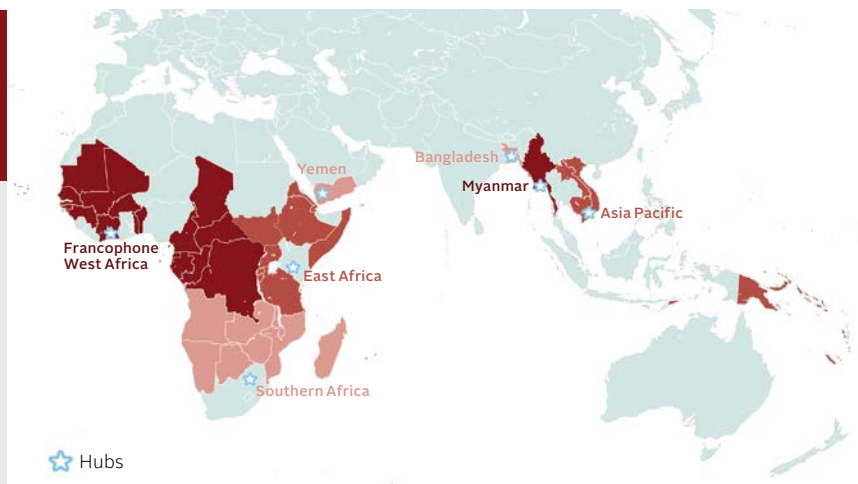 Yemen
Bangladesh
Myanmar
Asia Pacific
Francophone
West Africa
East Africa
Southern Africa
Hubs